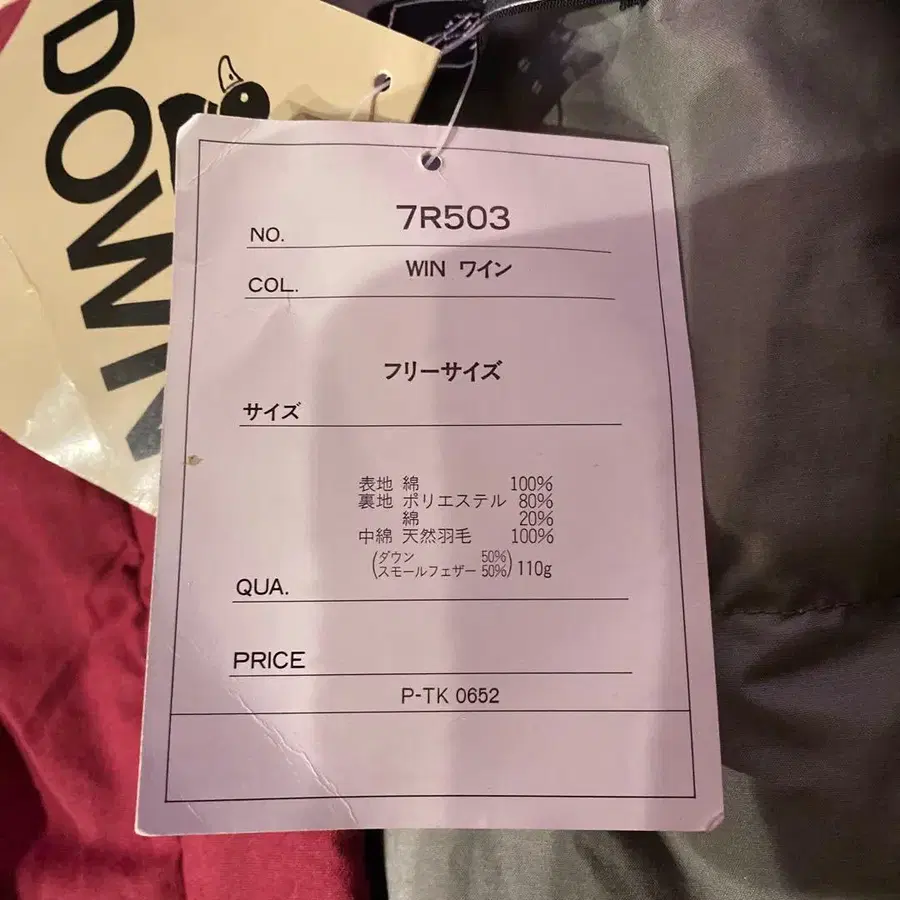 DOWN
NO. 7R503
COL. WIN ワイン
フリーサイズ
サイズ
表地 綿 100%
裏地 ポリエステル 80%
綿 20%
中綿 天然羽毛 100%
(ダウン 50%
スモールフェザー 50%) 110g
QUA.
PRICE
P-TK 0652